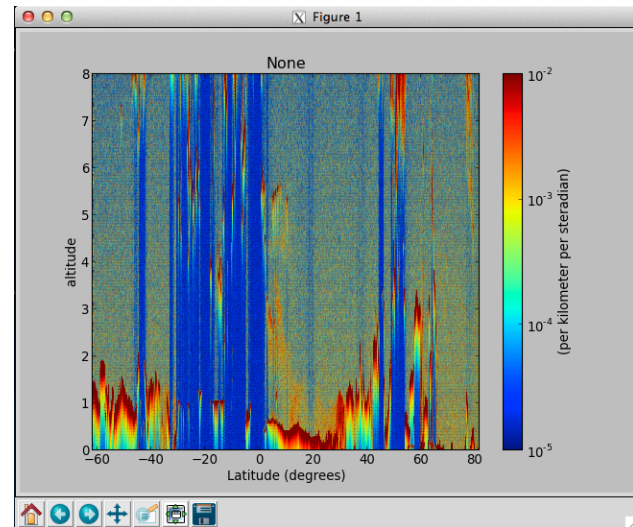 Figure 1
None
8
7
6
5
4
3
2
1
0
altitude
−60 −40 −20 0 20 40 60 80
Latitude (degrees)
10-2
10-3
10-4
10-5
(per kilometer per steradian)